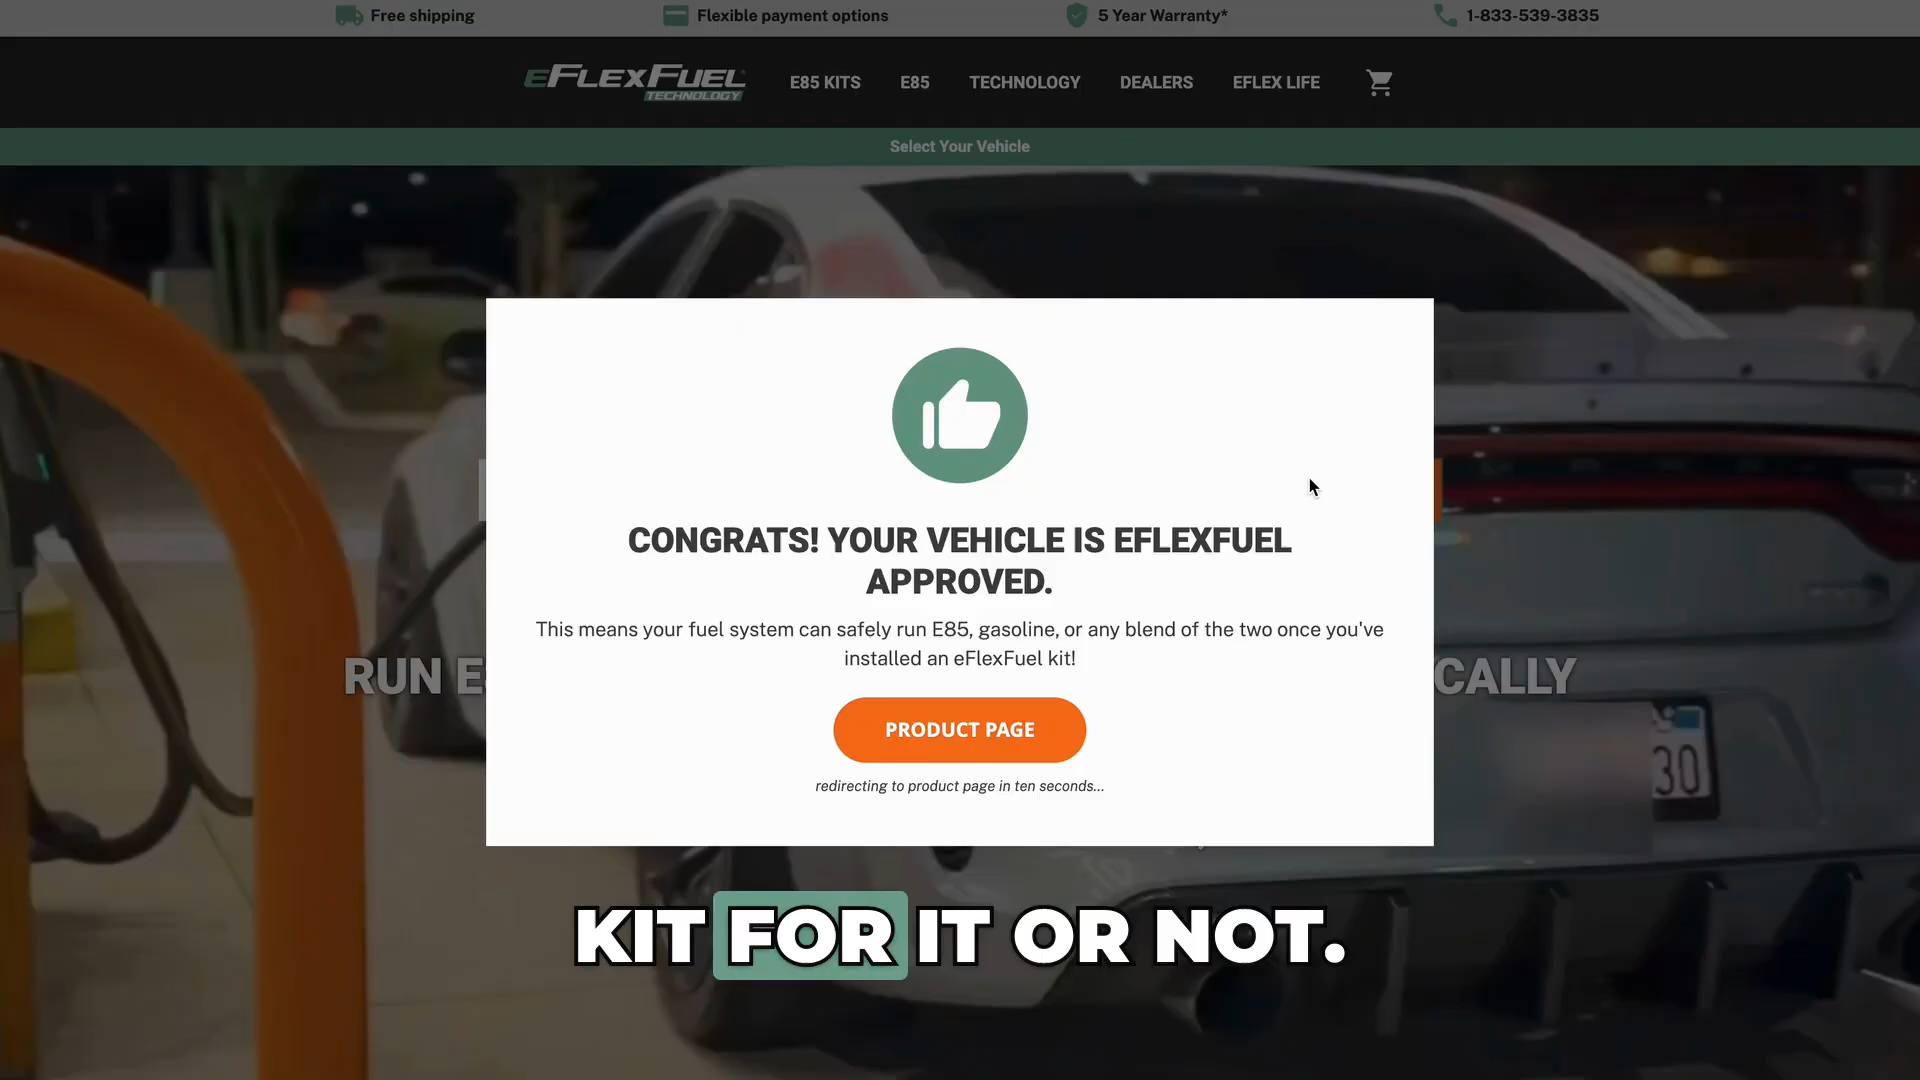 Free shipping
Flexible payment options
5 Year Warranty*
1-833-539-3835
eFlexFuel
TECHNOLOGY
E85 KITS
E85
TECHNOLOGY
DEALERS
EFLEX LIFE
Select Your Vehicle
CONGRATS! YOUR VEHICLE IS EFLEXFUEL
APPROVED.
This means your fuel system can safely run E85, gasoline, or any blend of the two once you've
installed an eFlexFuel kit!
RUN E
CALLY
PRODUCT PAGE
redirecting to product page in ten seconds...
30
KIT FOR IT OR NOT.